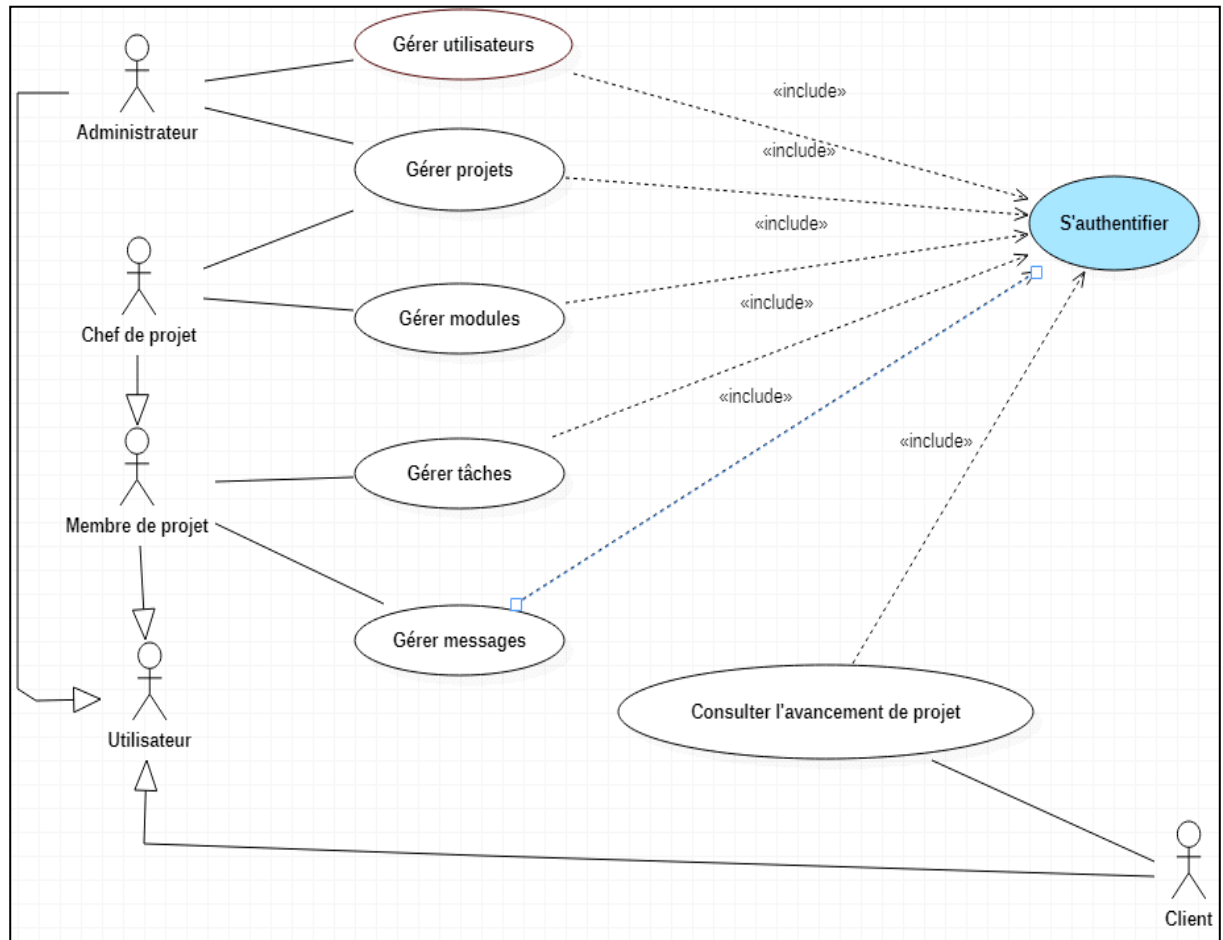 Gérer utilisateurs
«include»
Administrateur
«include»
Gérer projets
S'authentifier
«include»
«include»
Gérer modules
Chef de projet
«include»
«include»
Gérer tâches
Membre de projet
Gérer messages
Consulter l'avancement de projet
Utilisateur
Client